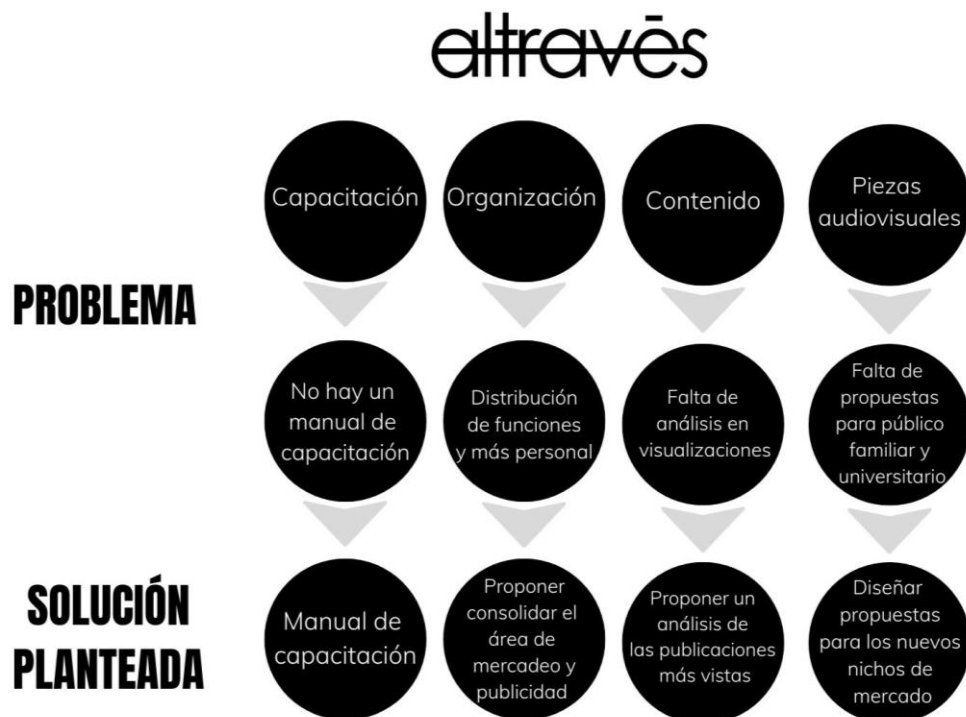 altravēs
Capacitación
Organización
Contenido
Piezas
audiovisuales
PROBLEMA
No hay un
manual de
capacitación
Distribución
de funciones
y más personal
Falta de
análisis en
visualizaciones
Falta de
propuestas
para público
familiar y
universitario
SOLUCIÓN
PLANTEADA
Manual de
capacitación
Proponer
consolidar el
área de
mercadeo y
publicidad
Proponer un
análisis de
las publicaciones
más vistas
Diseñar
propuestas
para los nuevos
nichos de
mercado